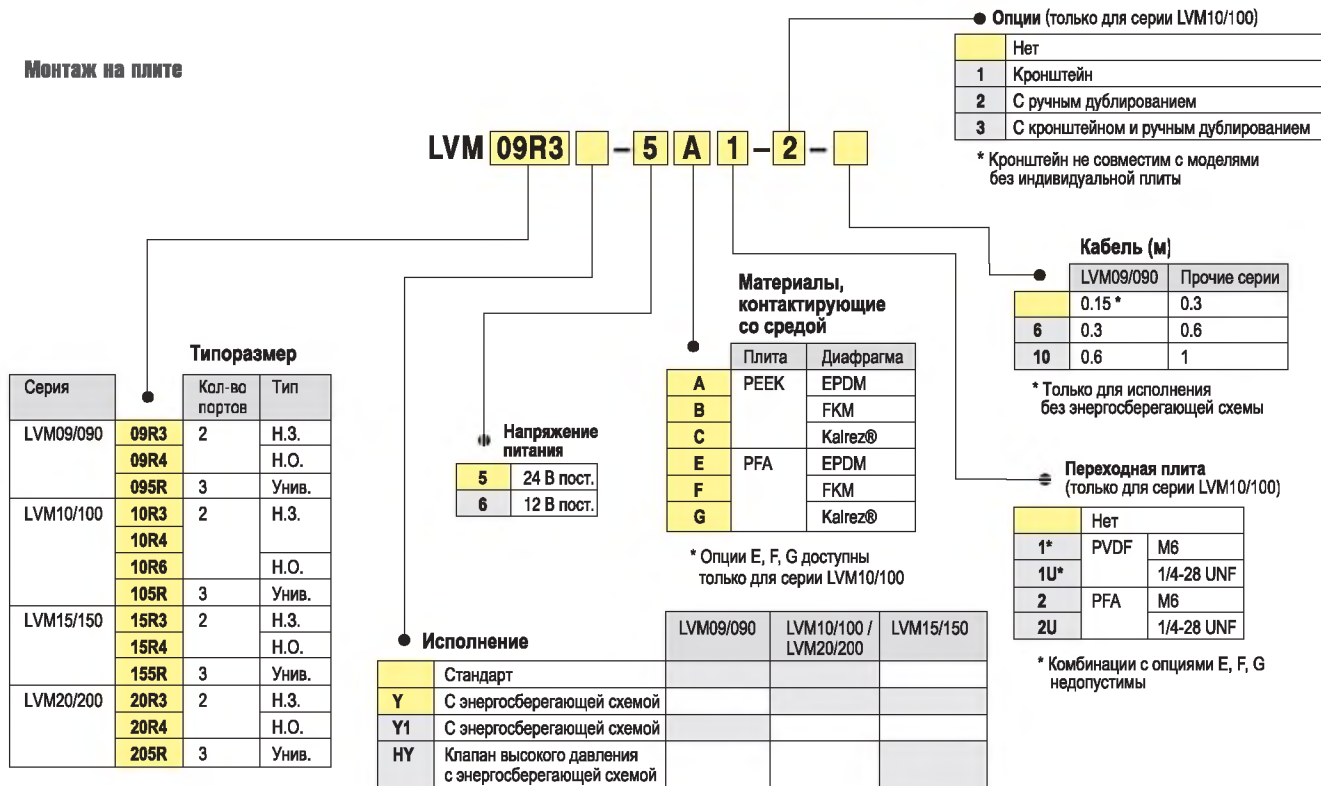 Монтаж на плите
Опции (только для серии LVM10/100)
Нет
1 Кронштейн
2 С ручным дублированием
3 С кронштейном и ручным дублированием
* Кронштейн не совместим с моделями
без индивидуальной плиты
LVM 09R3 – 5 A 1 – 2 –
Кабель (м)
LVM09/090 Прочие серии
0.15 * 0.3
6 0.3 0.6
10 0.6 1
* Только для исполнения
без энергосберегающей схемы
Материалы,
контактирующие
со средой
Плита Диафрагма
A PEEK EPDM
B FKM
C Kalrez®
E PFA EPDM
F FKM
G Kalrez®
* Опции E, F, G доступны
только для серии LVM10/100
Типоразмер
Серия Кол-во Тип
портов
LVM09/090 09R3 2 Н.З.
09R4 Н.О.
095R 3 Унив.
LVM10/100 10R3 2 Н.З.
10R4
10R6 Н.О.
105R 3 Унив.
LVM15/150 15R3 2 Н.З.
15R4 Н.О.
155R 3 Унив.
LVM20/200 20R3 2 Н.З.
20R4 Н.О.
205R 3 Унив.
Напряжение
питания
5 24 В пост.
6 12 В пост.
Переходная плита
(только для серии LVM10/100)
Нет
1* PVDF M6
1U* 1/4-28 UNF
2 PFA M6
2U 1/4-28 UNF
* Комбинации с опциями E, F, G
недопустимы
Исполнение
LVM09/090 LVM10/100 / LVM15/150
LVM20/200
Стандарт
Y С энергосберегающей схемой
Y1 С энергосберегающей схемой
HY Клапан высокого давления
с энергосберегающей схемой